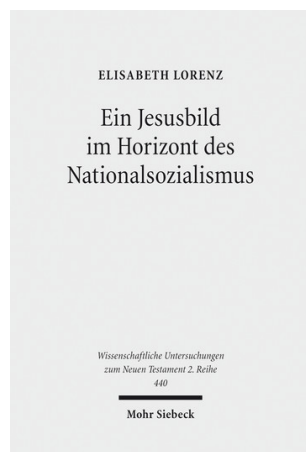 ELISABETH LORENZ
Ein Jesusbild
im Horizont des
Nationalsozialismus
Wissenschaftliche Untersuchungen
zum Neuen Testament 2. Reihe
440
Mohr Siebeck